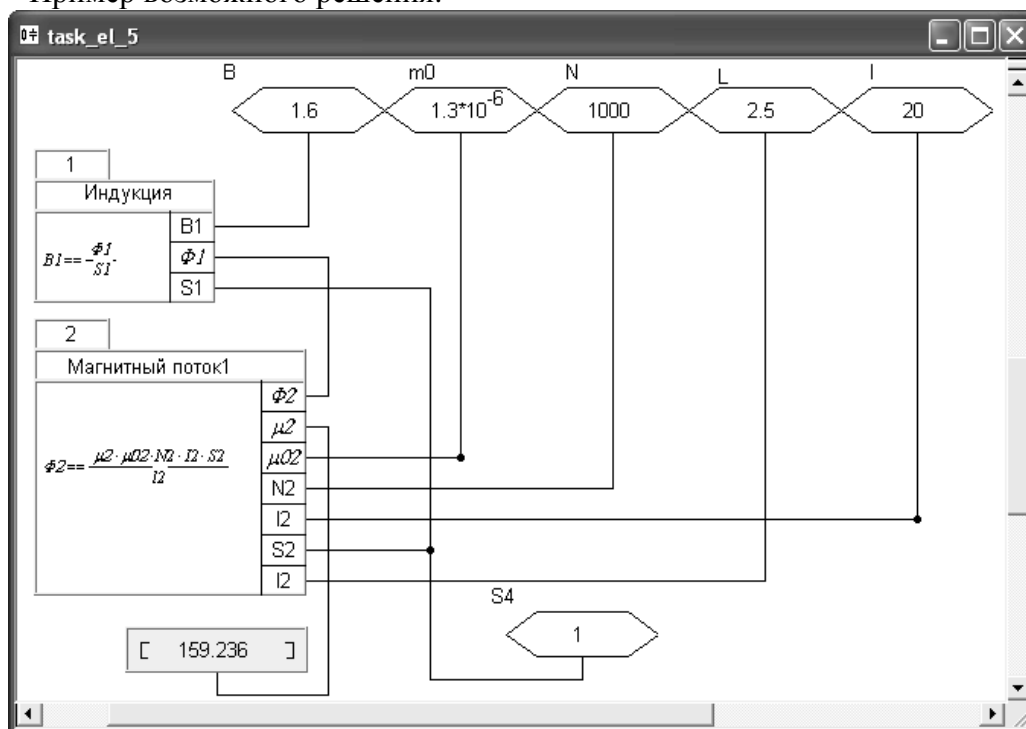 Пример возможного решения.
task_el_5
B m0 N L I
1.6 1.3*10^-6 1000 2.5 20
1
Индукция
B1
B1==Φ1/S1
Φ1
S1
2
Магнитный поток1
Φ2
μ2
Φ2==μ2·μ02·N2·I2·S2/l2
μ02
N2
I2
S2
l2
S4
1
[ 159.236 ]